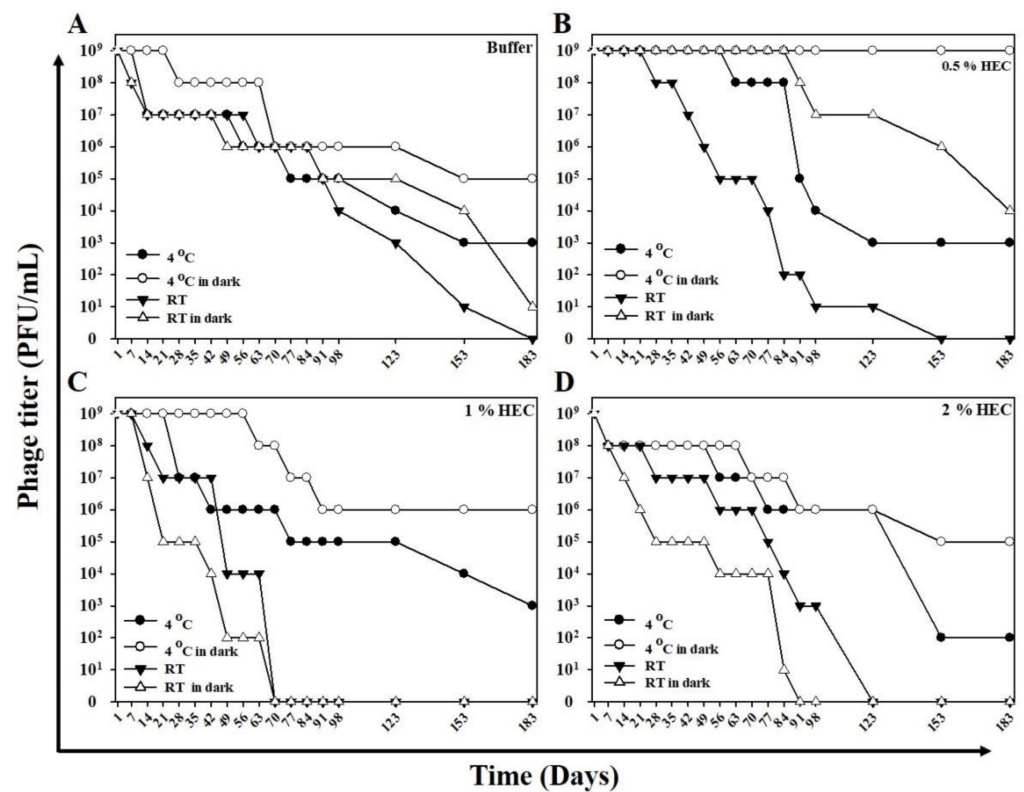 A
Buffer
10⁹
10⁸
10⁷
10⁶
10⁵
10⁴
10³
10²
10¹
0
4 °C
4 °C in dark
RT
RT in dark
1 7 14 21 28 35 42 49 56 63 70 77 84 91 98 123 153 183
B
0.5 % HEC
10⁹
10⁸
10⁷
10⁶
10⁵
10⁴
10³
10²
10¹
0
4 °C
4 °C in dark
RT
RT in dark
1 7 14 21 28 35 42 49 56 63 70 77 84 91 98 123 153 183
C
1 % HEC
10⁹
10⁸
10⁷
10⁶
10⁵
10⁴
10³
10²
10¹
0
4 °C
4 °C in dark
RT
RT in dark
1 7 14 21 28 35 42 49 56 63 70 77 84 91 98 123 153 183
D
2 % HEC
10⁹
10⁸
10⁷
10⁶
10⁵
10⁴
10³
10²
10¹
0
4 °C
4 °C in dark
RT
RT in dark
1 7 14 21 28 35 42 49 56 63 70 77 84 91 98 123 153 183
Phage titer (PFU/mL)
Time (Days)